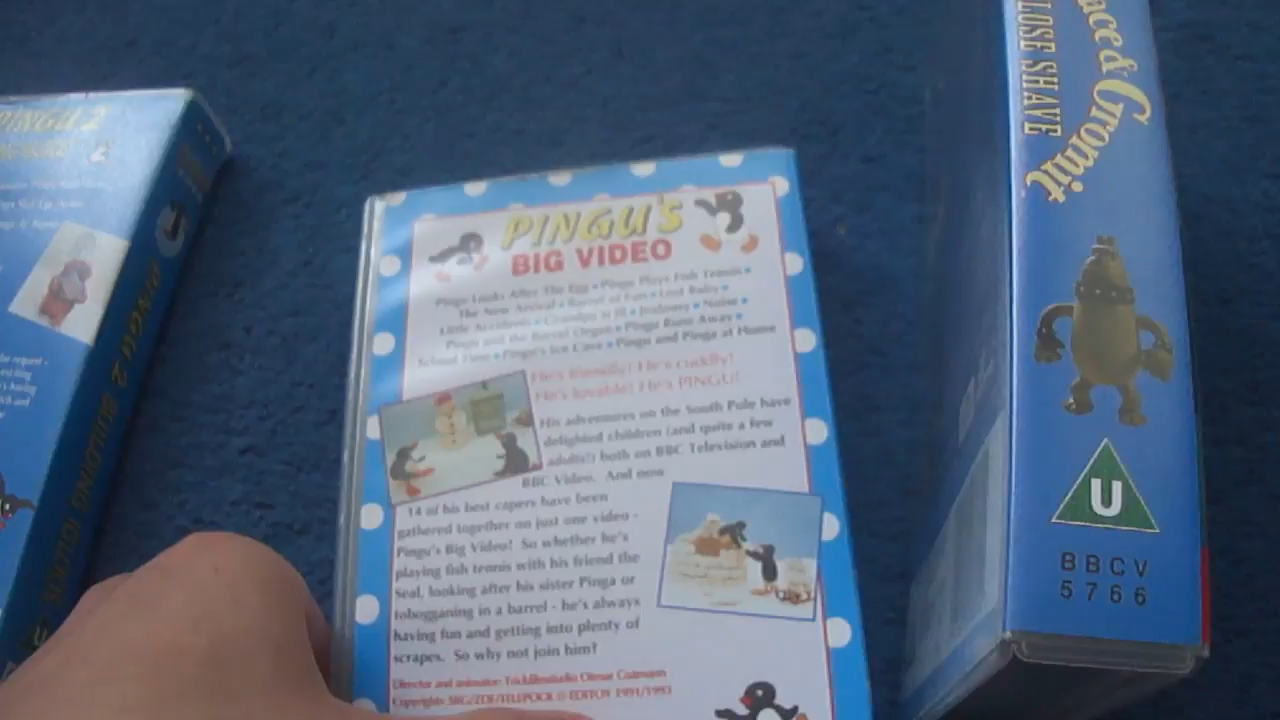 PINGU 2
PINGU 2 BUILDING IGLOOS
PINGU'S
BIG VIDEO
Pingu Looks After The Egg • Pingu Plays Fish Tennis •
The New Arrival • Barrel of Fun • Lost Baby •
Little Accidents • Grandpa is Ill • Jealousy • Noise •
Pingu and the Barrel Organ • Pingu Runs Away •
School Time • Pingu's Ice Cave • Pingu and Pinga at Home
He's friendly! He's cuddly!
He's lovable! He's PINGU!
His adventures on the South Pole have
delighted children (and quite a few
adults!) both on BBC Television and
BBC Video. And now
14 of his best capers have been
gathered together on just one video -
Pingu's Big Video! So whether he's
playing fish tennis with his friend the
Seal, looking after his sister Pinga or
tobogganing in a barrel - he's always
having fun and getting into plenty of
scrapes. So why not join him?
Director and animator: Trickfilmstudio Otmar Gutmann
Copyrights SRG/ZDF/TELEPOOL © EDITOY 1991/1993
ace & Gromit
LOSE SHAVE
U
BBCV
5766